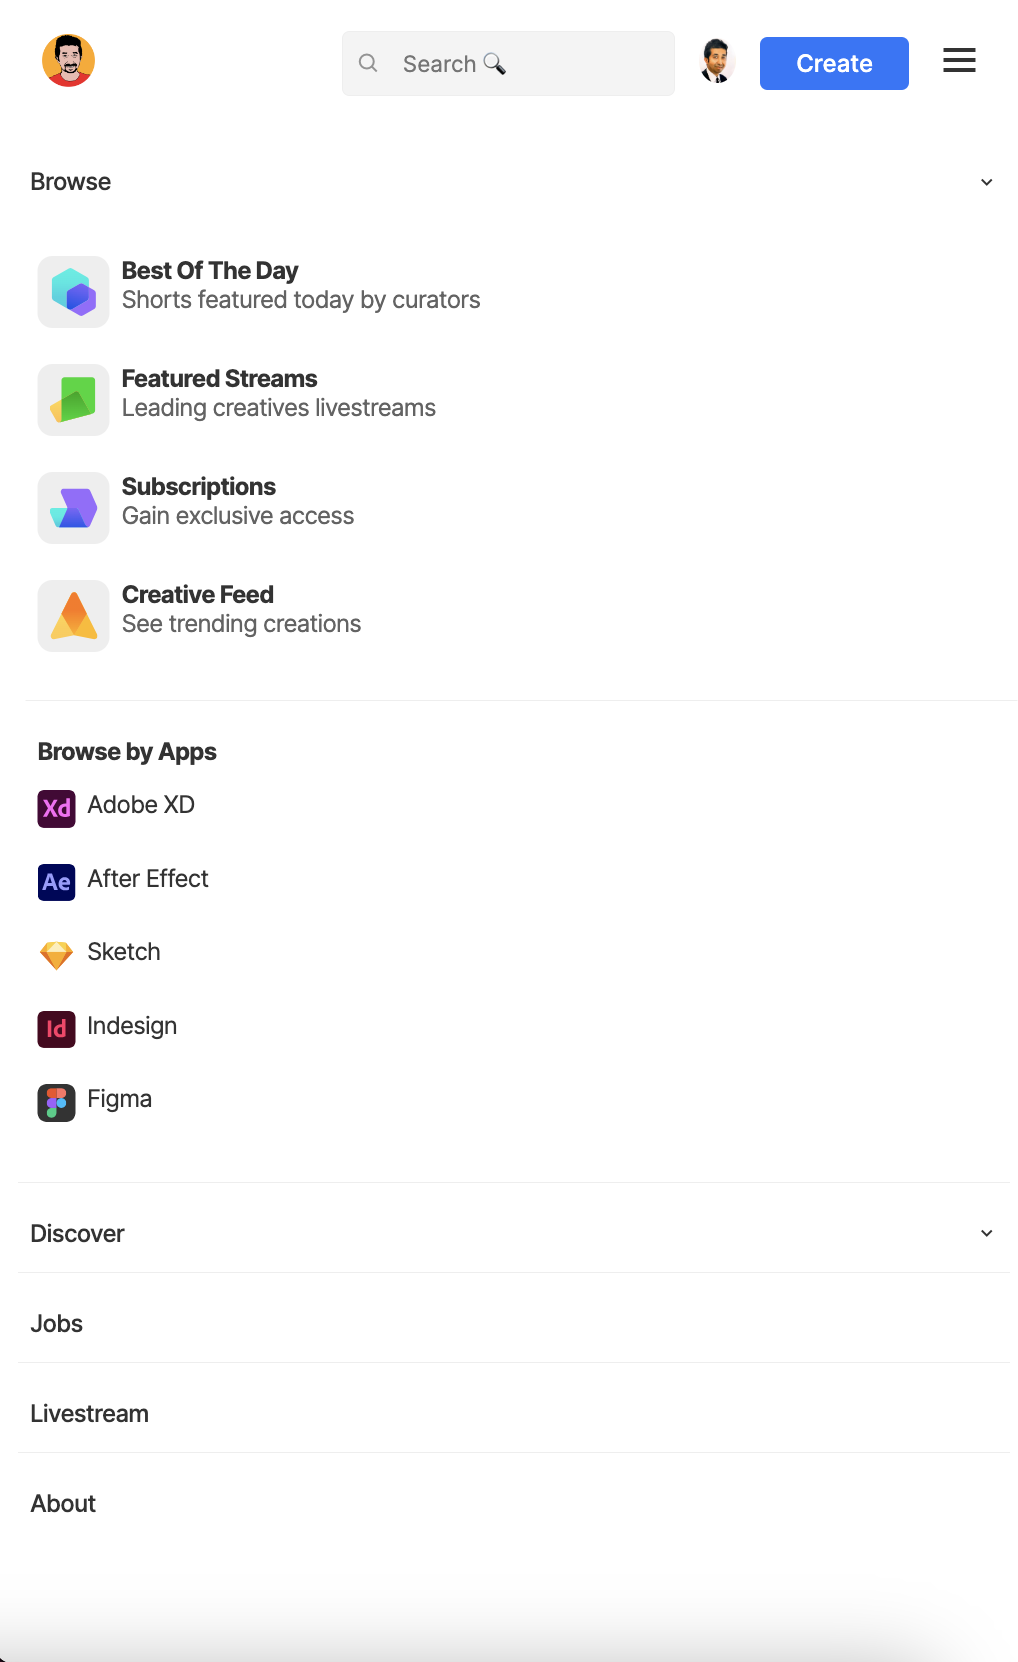 Search 🔍
Create
Browse
Best Of The Day
Shorts featured today by curators
Featured Streams
Leading creatives livestreams
Subscriptions
Gain exclusive access
Creative Feed
See trending creations
Browse by Apps
Xd Adobe XD
Ae After Effect
Sketch
Id Indesign
Figma
Discover
Jobs
Livestream
About